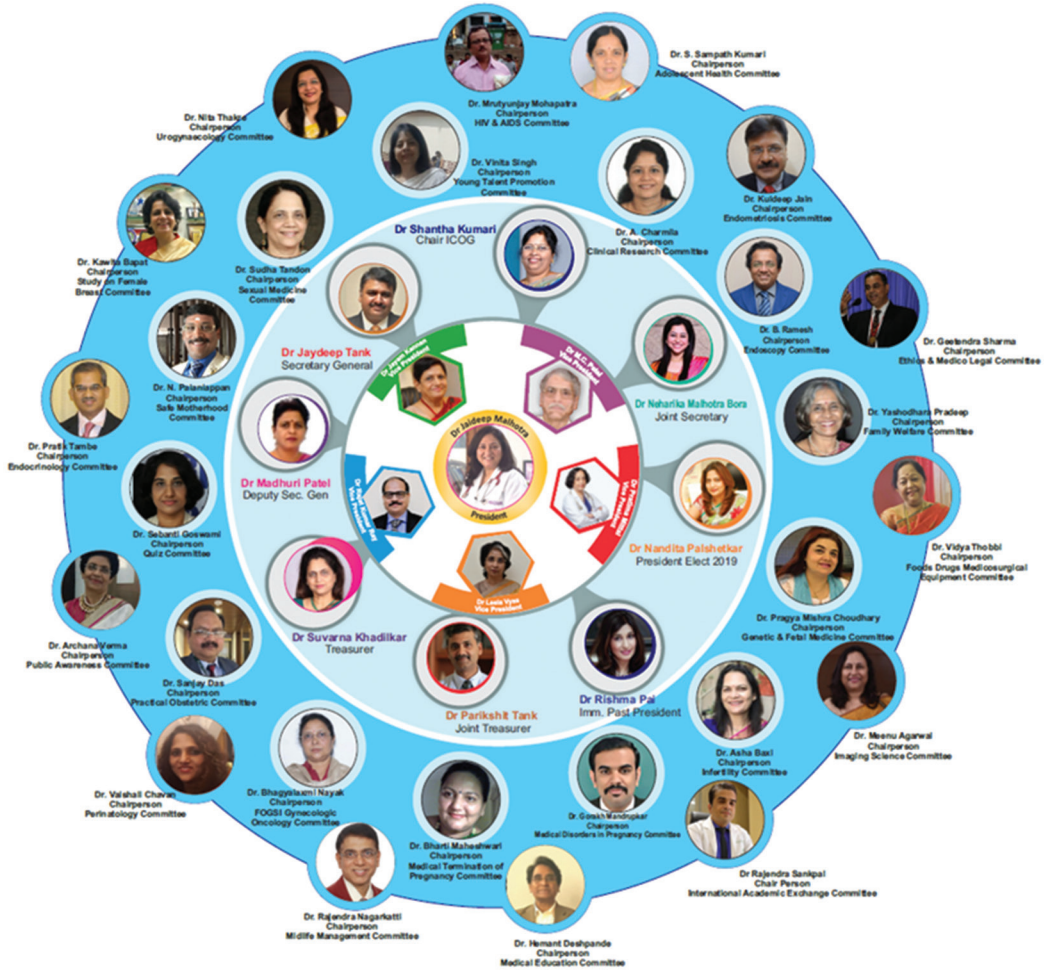 Dr. S. Sampath Kumari
Chairperson
Adolescent Health Committee
Dr. Mrutyunjay Mohapatra
Chairperson
HIV & AIDS Committee
Dr. Nita Thakre
Chairperson
Urogynaecology Committee
Dr. Vinita Singh
Chairperson
Young Talent Promotion
Committee
Dr. Kuldeep Jain
Chairperson
Endometriosis Committee
Dr. A. Charmila
Chairperson
Clinical Research Committee
Dr Shantha Kumari
Chair ICOG
Dr. Kawita Bapat
Chairperson
Study on Female
Breast Committee
Dr. Sudha Tandon
Chairperson
Sexual Medicine
Committee
Dr. B. Ramesh
Chairperson
Endoscopy Committee
Dr. Geetendra Sharma
Chairperson
Ethics & Medico Legal Committee
Dr Jaydeep Tank
Secretary General
Dr Jayam Kannan
Vice President
Dr M.C. Patel
Vice President
Dr. N. Palaniappan
Chairperson
Safe Motherhood
Committee
Dr Neharika Malhotra Bora
Joint Secretary
Dr. Yashodhara Pradeep
Chairperson
Family Welfare Committee
Dr. Pratik Tambe
Chairperson
Endocrinology Committee
Dr Jaideep Malhotra
President
Dr Madhuri Patel
Deputy Sec. Gen
Vice President
Dr Pratima Mittal
Vice President
Dr. Sebanti Goswami
Chairperson
Quiz Committee
Dr Nandita Palshetkar
President Elect 2019
Dr. Vidya Thobbi
Chairperson
Foods Drugs Medicosurgical
Equipment Committee
Dr Laxis Vyas
Vice President
Dr. Pragya Mishra Choudhary
Chairperson
Genetic & Fetal Medicine Committee
Dr Suvarna Khadilkar
Treasurer
Dr. Archana Verma
Chairperson
Public Awareness Committee
Dr. Sanjay Das
Chairperson
Practical Obstetric Committee
Dr Rishma Pai
Imm. Past President
Dr Parikshit Tank
Joint Treasurer
Dr. Meenu Agarwal
Chairperson
Imaging Science Committee
Dr. Asha Baxi
Chairperson
Infertility Committee
Dr. Vaishali Chavan
Chairperson
Perinatology Committee
Dr. Bhagyalaxmi Nayak
Chairperson
FOGSI Gynecologic
Oncology Committee
Dr. Gorakh Mandrupkar
Chairperson
Medical Disorders in Pregnancy Committee
Dr. Bharti Maheshwari
Chairperson
Medical Termination of
Pregnancy Committee
Dr Rajendra Sankpal
Chair Person
International Academic Exchange Committee
Dr. Rajendra Nagarkatti
Chairperson
Midlife Management Committee
Dr. Hemant Deshpande
Chairperson
Medical Education Committee